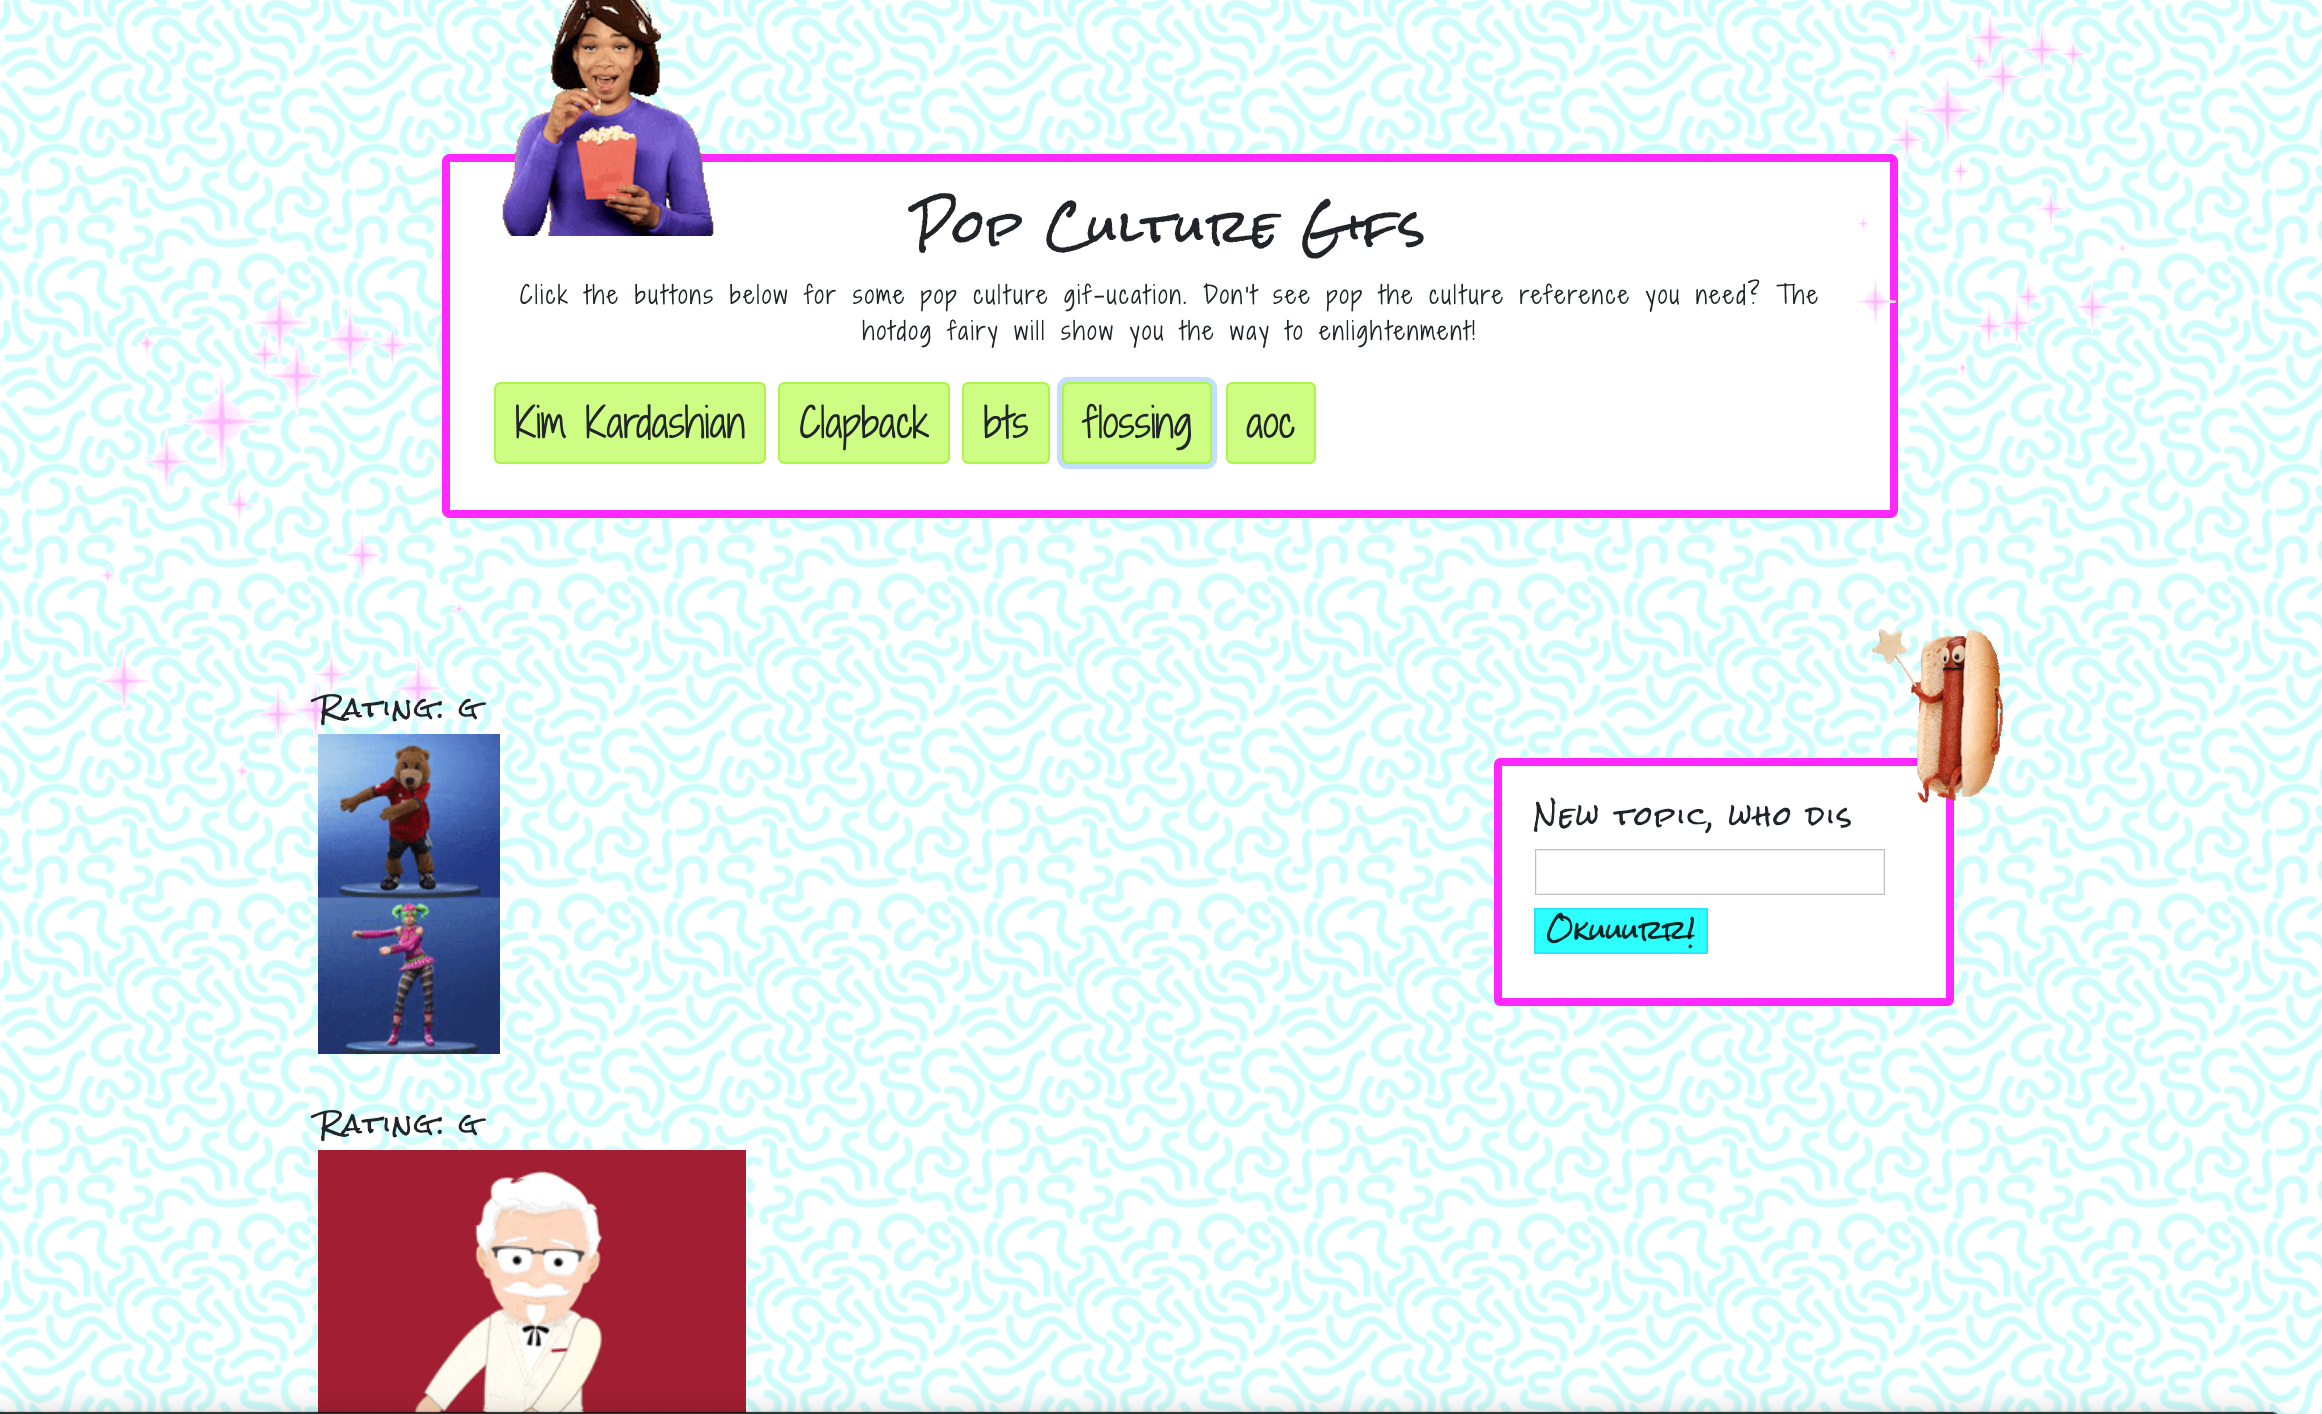 Pop Culture Gifs
Click the buttons below for some pop culture gif-ucation. Don't see pop the culture reference you need? The
hotdog fairy will show you the way to enlightenment!
Kim Kardashian Clapback bts flossing aoc
Rating: g
New topic, who dis
Okuuurr!
Rating: g